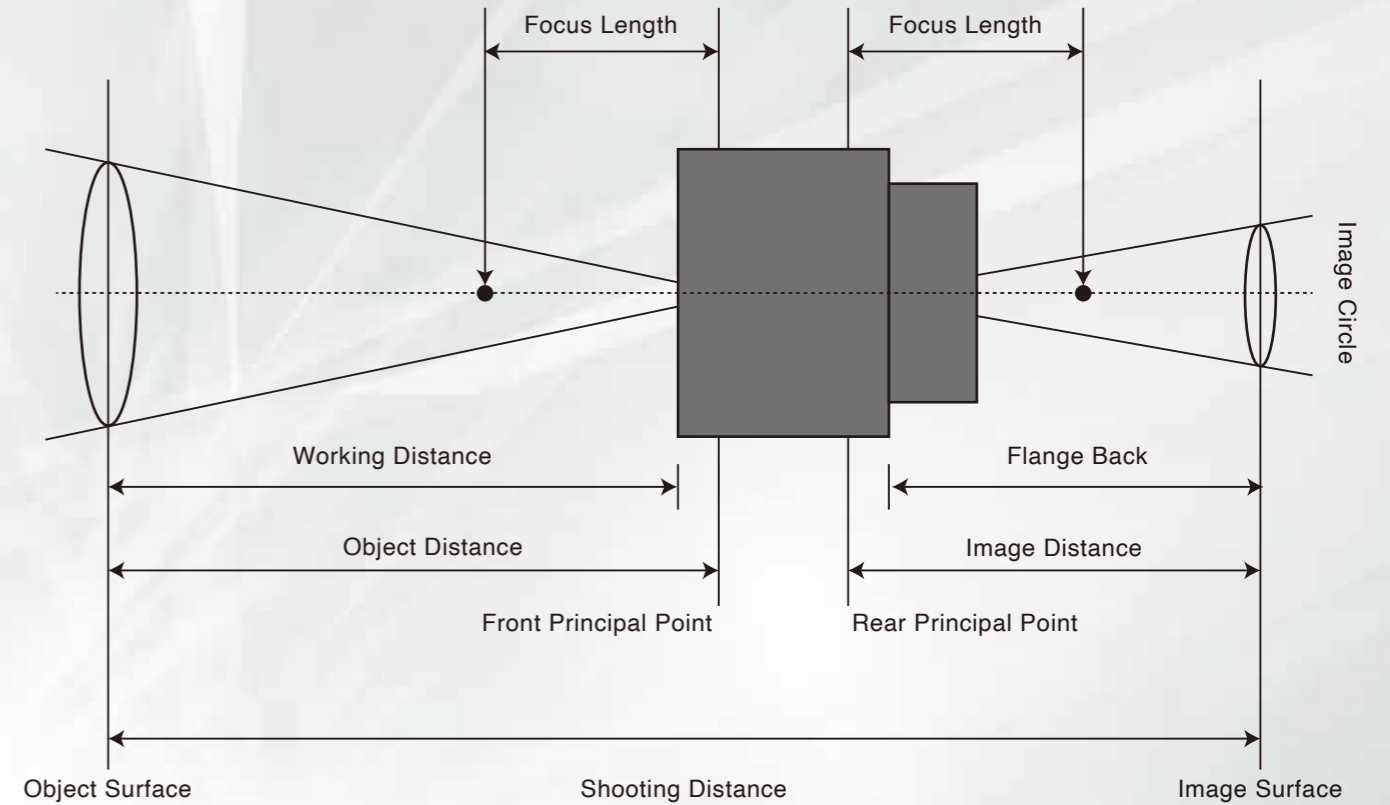 Focus Length
Focus Length
Image Circle
Working Distance
Flange Back
Object Distance
Image Distance
Front Principal Point
Rear Principal Point
Object Surface
Shooting Distance
Image Surface